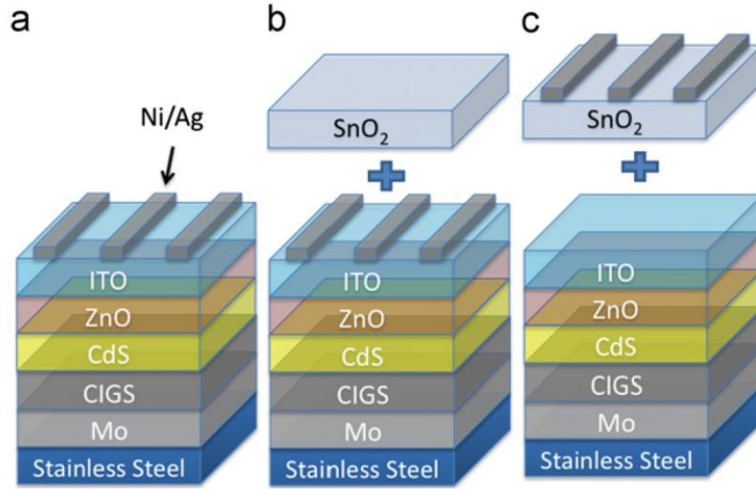 a
Ni/Ag
ITO
ZnO
CdS
CIGS
Mo
Stainless Steel
b
SnO₂
ITO
ZnO
CdS
CIGS
Mo
Stainless Steel
c
SnO₂
ITO
ZnO
CdS
CIGS
Mo
Stainless Steel